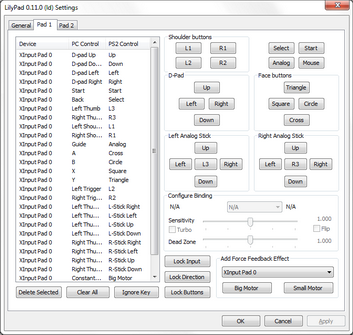 LilyPad 0.11.0 (ld) Settings
General Pad 1 Pad 2
Device PC Control PS2 Control
XInput Pad 0 D-pad Up Up
XInput Pad 0 D-pad Do... Down
XInput Pad 0 D-pad Left Left
XInput Pad 0 D-pad Right Right
XInput Pad 0 Start Start
XInput Pad 0 Back Select
XInput Pad 0 Left Thumb L3
XInput Pad 0 Right Thu... R3
XInput Pad 0 Left Shou... L1
XInput Pad 0 Right Sho... R1
XInput Pad 0 Guide Analog
XInput Pad 0 A Cross
XInput Pad 0 B Circle
XInput Pad 0 X Square
XInput Pad 0 Y Triangle
XInput Pad 0 Left Trigger L2
XInput Pad 0 Right Trig... R2
XInput Pad 0 Left Thu... L-Stick Right
XInput Pad 0 Left Thu... L-Stick Left
XInput Pad 0 Left Thu... L-Stick Up
XInput Pad 0 Left Thu... L-Stick Down
XInput Pad 0 Right Thu... R-Stick Right
XInput Pad 0 Right Thu... R-Stick Left
XInput Pad 0 Right Thu... R-Stick Up
XInput Pad 0 Right Thu... R-Stick Down
XInput Pad 0 Constant... Big Motor
Delete Selected Clear All Ignore Key
Shoulder buttons
L1 R1
L2 R2
Select Start
Analog Mouse
D-Pad
Up
Left Right
Down
Face buttons
Triangle
Square Circle
Cross
Left Analog Stick
Up
Left L3 Right
Down
Right Analog Stick
Up
Left R3 Right
Down
Configure Binding
N/A N/A N/A
Sensitivity 1.000
Turbo Flip
Dead Zone 1.000
Lock Input
Lock Direction
Lock Buttons
Add Force Feedback Effect
XInput Pad 0
Big Motor Small Motor
OK Cancel Apply